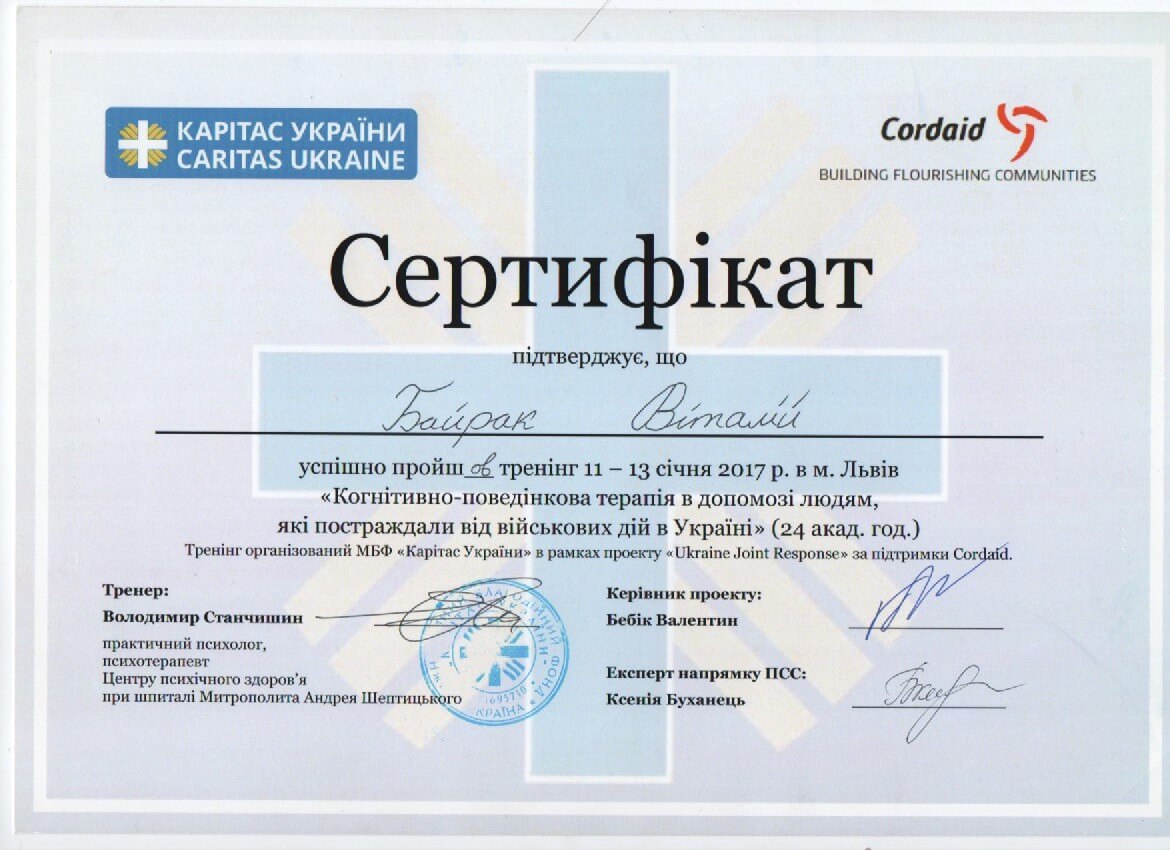 КАРІТАС УКРАЇНИ
CARITAS UKRAINE
Cordaid
BUILDING FLOURISHING COMMUNITIES
Сертифікат
підтверджує, що
Байрак Віталій
успішно пройшов тренінг 11 – 13 січня 2017 р. в м. Львів
«Когнітивно-поведінкова терапія в допомозі людям,
які постраждали від військових дій в Україні» (24 акад. год.)
Тренінг організований МБФ «Карітас України» в рамках проекту «Ukraine Joint Response» за підтримки Cordaid.
Тренер:
Володимир Станчишин
практичний психолог,
психотерапевт
Центру психічного здоров'я
при шпиталі Митрополита Андрея Шептицького
Керівник проекту:
Бебік Валентин
Експерт напрямку ПСС:
Ксенія Буханець